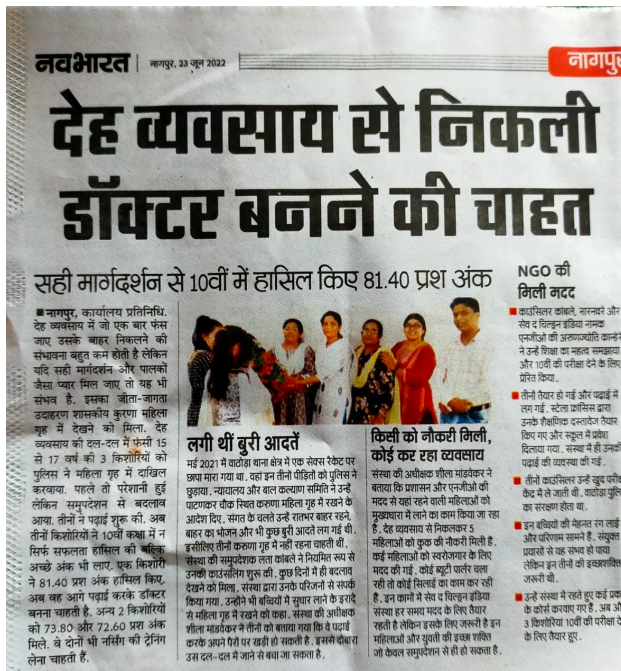 नवभारत
नागपुर, 23 जून 2022
नागपुर
देह व्यवसाय से निकली
डॉक्टर बनने की चाहत
सही मार्गदर्शन से 10वीं में हासिल किए 81.40 प्रश अंक
■ नागपुर, कार्यालय प्रतिनिधि.
देह व्यवसाय में जो एक बार फंस
जाए उसके बाहर निकलने की
संभावना बहुत कम होती है लेकिन
यदि सही मार्गदर्शन और पालकों
जैसा प्यार मिल जाए तो यह भी
संभव है. इसका जीता-जागता
उदाहरण शासकीय करुणा महिला
गृह में देखने को मिला. देह
व्यवसाय की दल-दल में फंसी 15
से 17 वर्ष की 3 किशोरियों को
पुलिस ने महिला गृह में दाखिल
करवाया. पहले तो परेशानी हुई
लेकिन समुपदेशन से बदलाव
आया. तीनों ने पढ़ाई शुरू की. अब
तीनों किशोरियों ने 10वीं कक्षा में न
सिर्फ सफलता हासिल की बल्कि
अच्छे अंक भी लाए. एक किशोरी
ने 81.40 प्रश अंक हासिल किए.
अब वह आगे पढ़ाई करके डॉक्टर
बनना चाहती है. अन्य 2 किशोरियों
को 73.80 और 72.60 प्रश अंक
मिले. वे दोनों भी नर्सिंग की ट्रेनिंग
लेना चाहती हैं.
लगी थीं बुरी आदतें
मई 2021 में वाठोड़ा थाना क्षेत्र में एक सेक्स रैकेट पर
छापा मारा गया था. वहां इन तीनों पीड़ितों को पुलिस ने
छुड़ाया. न्यायालय और बाल कल्याण समिति ने उन्हें
पाटणकर चौक स्थित करुणा महिला गृह में रखने के
आदेश दिए. संगत के चलते उन्हें रातभर बाहर रहने,
बाहर का भोजन और भी कुछ बुरी आदत लग गई थी.
इसीलिए तीनों करुणा गृह में नहीं रहना चाहती थी.
संस्था की समुपदेशक लता कांबले ने नियमित रूप से
उनकी काउंसलिंग शुरू की. कुछ दिनों में ही बदलाव
देखने को मिला. संस्था द्वारा उनके परिजनों से संपर्क
किया गया. उन्होंने भी बच्चियों में सुधार लाने के इरादे
से महिला गृह में रखने को कहा. संस्था की अधीक्षक
शीला मांडवेकर ने तीनों को बताया गया कि वे पढ़ाई
करके अपने पैरों पर खड़ी हो सकती है. इससे दोबारा
उस दल-दल में जाने से बचा जा सकता है.
किसी को नौकरी मिली,
कोई कर रहा व्यवसाय
संस्था की अधीक्षक शीला मांडवेकर ने
बताया कि प्रशासन और एनजीओ की
मदद से यहां रहने वाली महिलाओं को
मुख्यधारा में लाने का काम किया जा रहा
है. देह व्यवसाय से निकलकर 5
महिलाओं को कुक की नौकरी मिली है.
कई महिलाओं को स्वरोजगार के लिए
मदद की गई. कोई ब्यूटी पार्लर चला
रही तो कोई सिलाई का काम कर रही
है. इन कामों में सेव द चिल्ड्रन इंडिया
संस्था हर समय मदद के लिए तैयार
रहती है लेकिन इसके लिए जरूरी है इन
महिलाओं और युवती की इच्छा शक्ति
जो केवल समुपदेशन से ही हो सकता है.
NGO की
मिली मदद
■ काउंसिलर कांबले, नारनवरे और
सेव द चिल्ड्रन इंडिया नामक
एनजीओ की अरुणज्योति कान्हेरे
ने उन्हें शिक्षा का महत्व समझाया
और 10वीं की परीक्षा देने के लिए
प्रेरित किया.
■ तीनों तैयार हो गई और पढ़ाई में
लग गई. स्टेला फ्रांसिस द्वारा
उनके शैक्षणिक दस्तावेज तैयार
किए गए और स्कूल में प्रवेश
दिलाया गया. संस्था में ही उनकी
पढ़ाई की व्यवस्था की गई.
■ तीनों काउंसिलर उन्हें खुद परीक्षा
केंद्र में ले जाती थी. वाठोड़ा पुलिस
का संरक्षण होता था.
■ इन बच्चियों की मेहनत रंग लाई
और परिणाम सामने है. संयुक्त
प्रयासों से यह संभव हो पाया
लेकिन इन तीनों की इच्छाशक्ति
जरूरी थी.
■ उन्हें संस्था में रहते हुए कई प्रकार
के कोर्स करवाए गए है. अब और
3 किशोरियां 10वीं की परीक्षा देने
के लिए तैयार हुए.